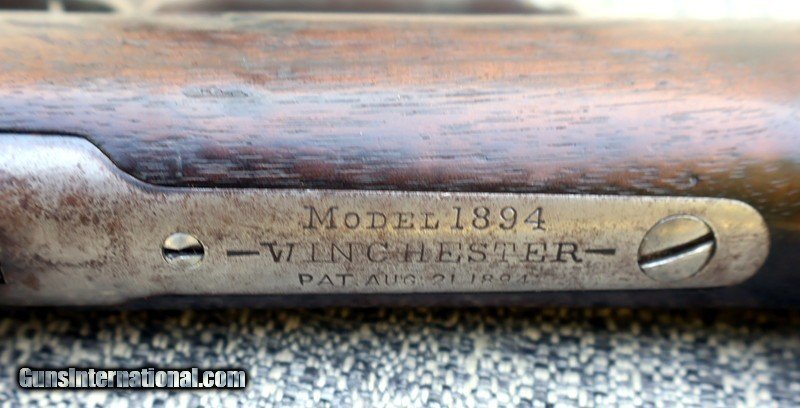 MODEL 1894
-WINCHESTER-
PAT. AUG. 21. 1894.
GunsInternational.com